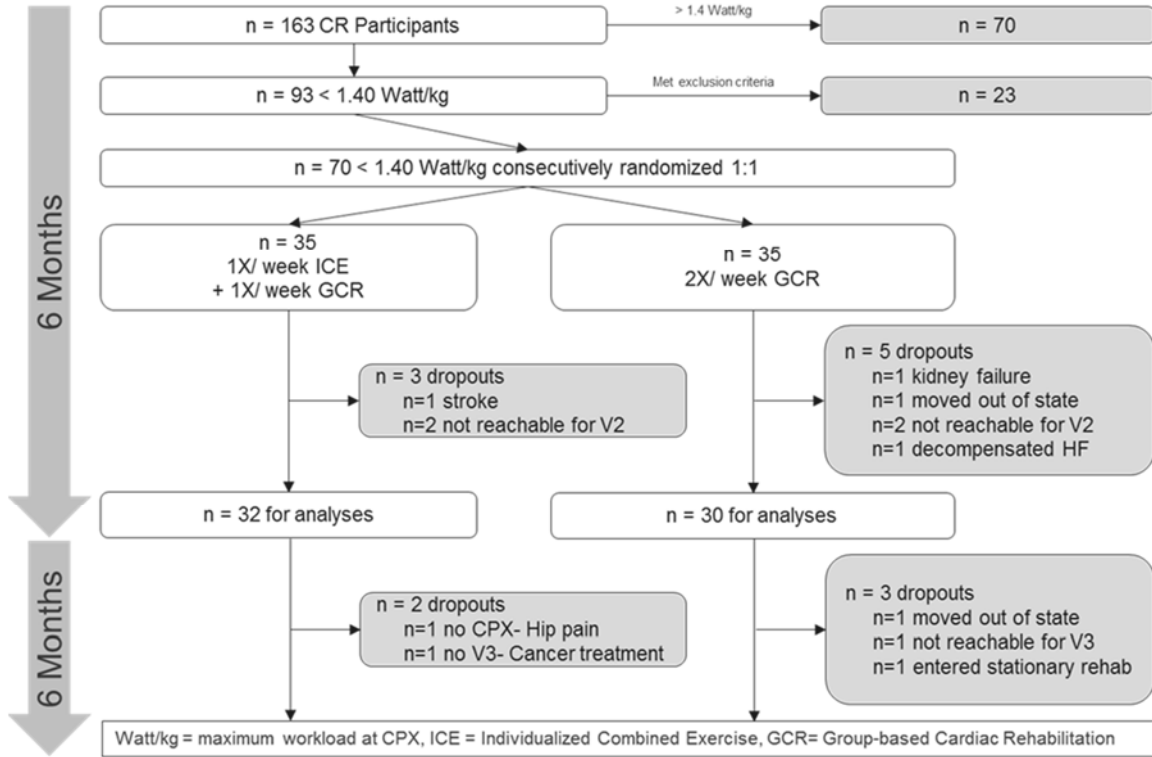 n = 163 CR Participants
> 1.4 Watt/kg
n = 70
n = 93 < 1.40 Watt/kg
Met exclusion criteria
n = 23
n = 70 < 1.40 Watt/kg consecutively randomized 1:1
6 Months
n = 35
1X/ week ICE
+ 1X/ week GCR
n = 35
2X/ week GCR
n = 3 dropouts
n=1 stroke
n=2 not reachable for V2
n = 5 dropouts
n=1 kidney failure
n=1 moved out of state
n=2 not reachable for V2
n=1 decompensated HF
n = 32 for analyses
n = 30 for analyses
6 Months
n = 2 dropouts
n=1 no CPX- Hip pain
n=1 no V3- Cancer treatment
n = 3 dropouts
n=1 moved out of state
n=1 not reachable for V3
n=1 entered stationary rehab
Watt/kg = maximum workload at CPX, ICE = Individualized Combined Exercise, GCR= Group-based Cardiac Rehabilitation